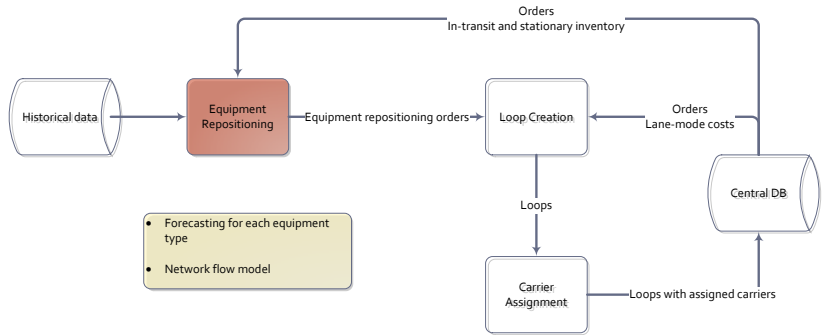 Orders
In-transit and stationary inventory
Historical data
Equipment
Repositioning
Equipment repositioning orders
Loop Creation
Orders
Lane-mode costs
Central DB
Loops
• Forecasting for each equipment
type
• Network flow model
Carrier
Assignment
Loops with assigned carriers